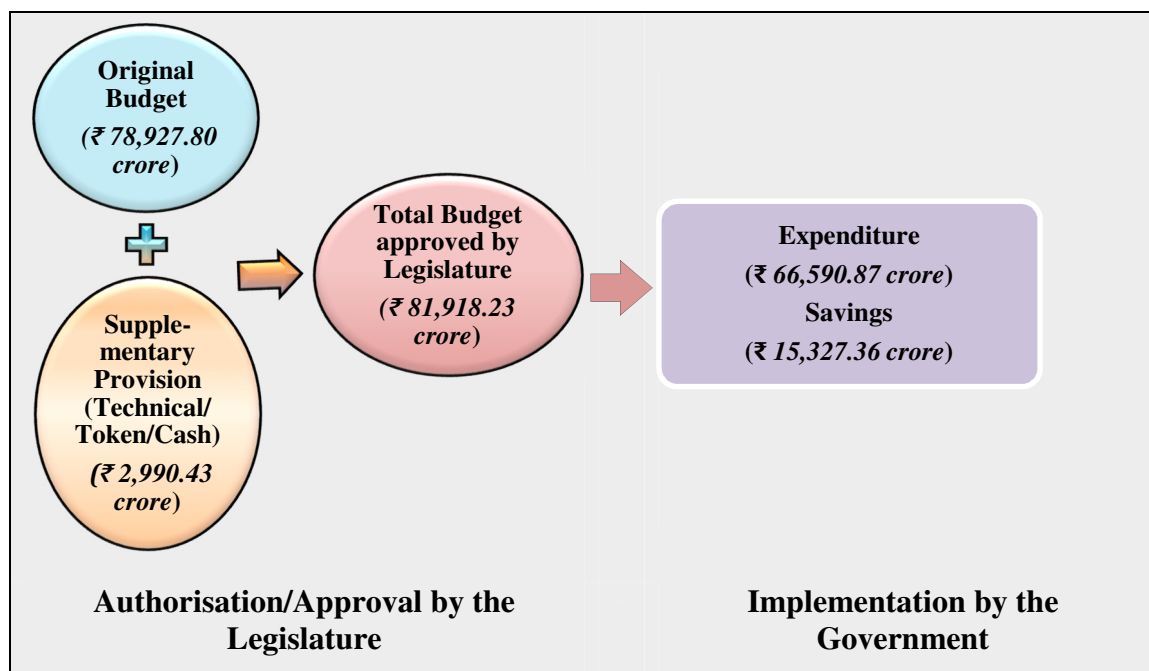 Original
Budget
(₹ 78,927.80
crore)
Supple-
mentary
Provision
(Technical/
Token/Cash)
(₹ 2,990.43
crore)
Total Budget
approved by
Legislature
(₹ 81,918.23
crore)
Expenditure
(₹ 66,590.87 crore)
Savings
(₹ 15,327.36 crore)
Authorisation/Approval by the
Legislature
Implementation by the
Government